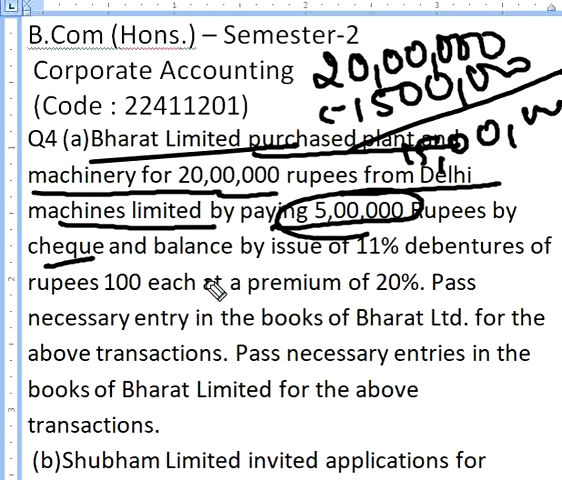 B.Com (Hons.) – Semester-2
Corporate Accounting 20,00,000
(Code : 22411201)
Q4 (a)Bharat Limited purchased plant and
machinery for 20,00,000 rupees from Delhi
machines limited by paying 5,00,000 Rupees by
cheque and balance by issue of 11% debentures of
rupees 100 each at a premium of 20%. Pass
necessary entry in the books of Bharat Ltd. for the
above transactions. Pass necessary entries in the
books of Bharat Limited for the above
transactions.
(b)Shubham Limited invited applications for